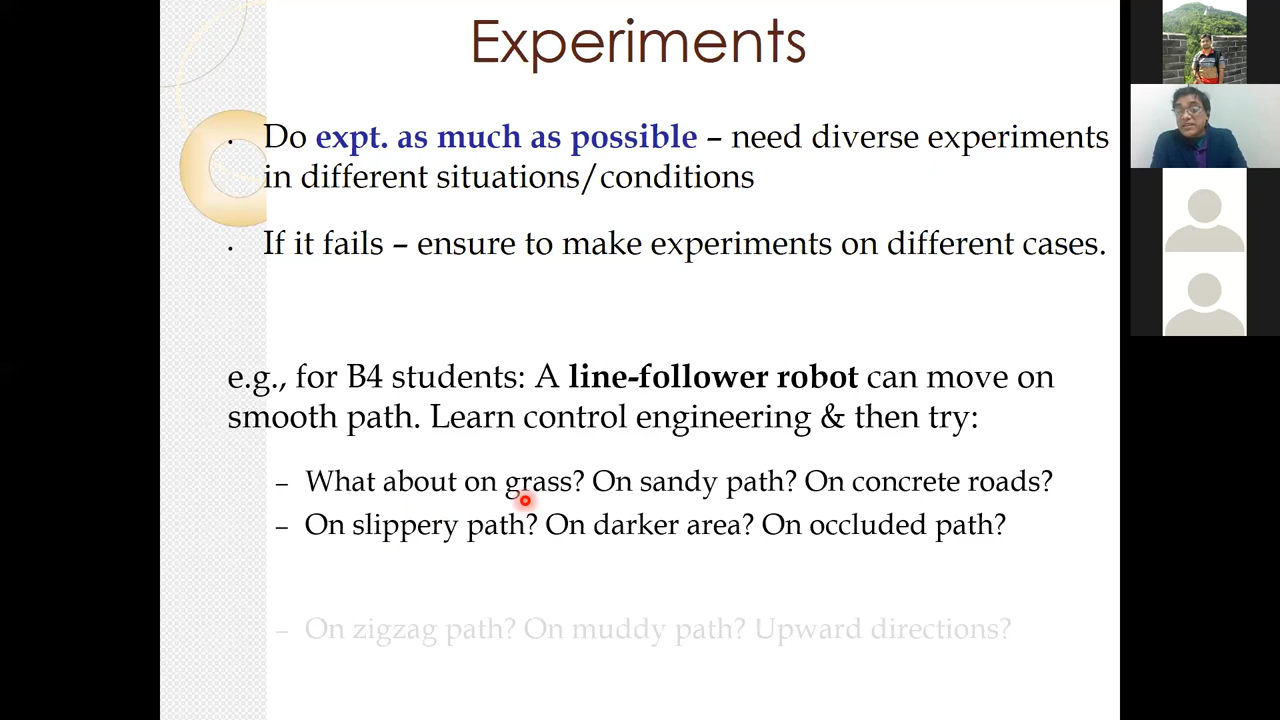 Experiments
· Do expt. as much as possible – need diverse experiments
in different situations/conditions
· If it fails – ensure to make experiments on different cases.
e.g., for B4 students: A line-follower robot can move on
smooth path. Learn control engineering & then try:
– What about on grass? On sandy path? On concrete roads?
– On slippery path? On darker area? On occluded path?
– On zigzag path? On muddy path? Upward directions?